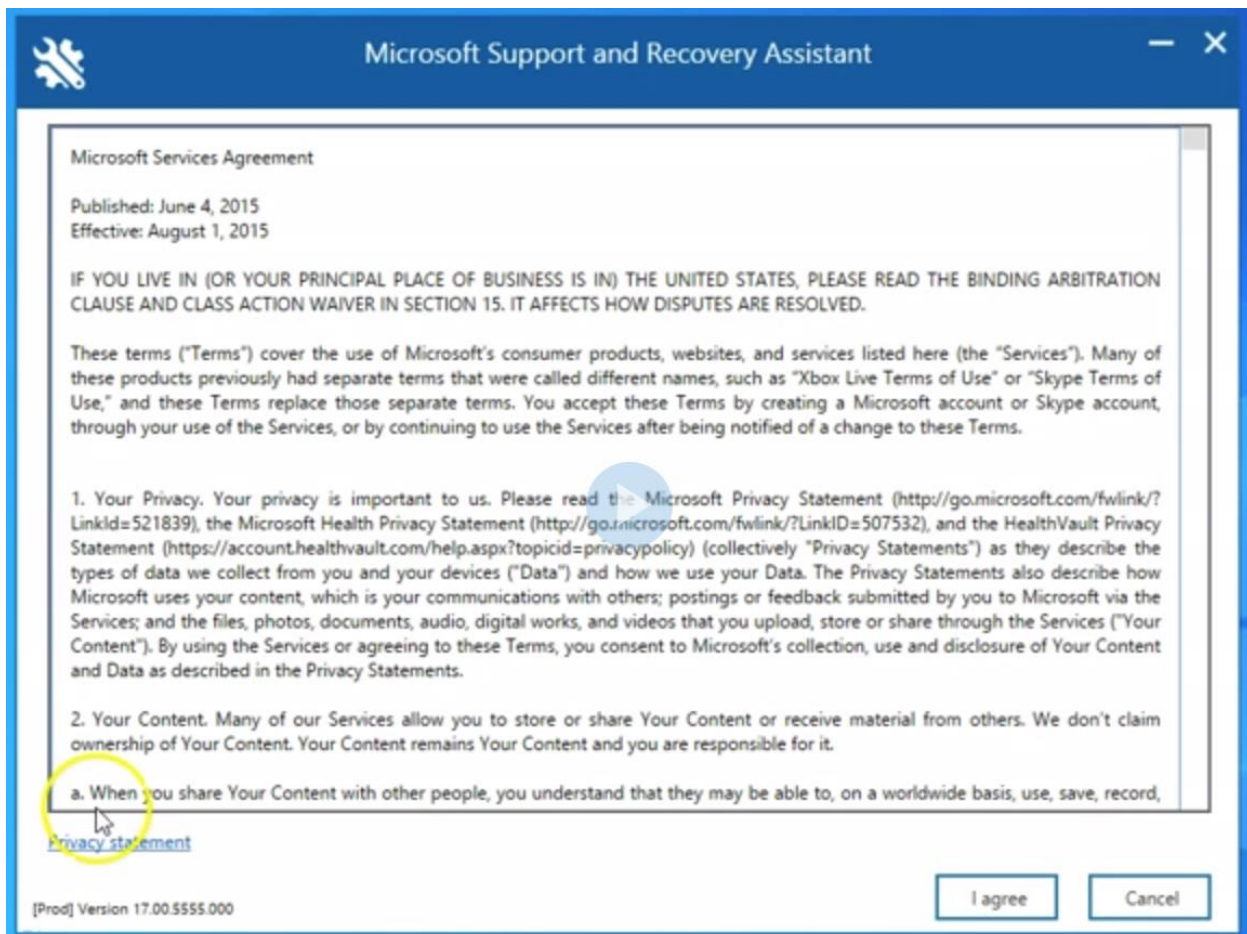 Microsoft Support and Recovery Assistant
Microsoft Services Agreement
Published: June 4, 2015
Effective: August 1, 2015
IF YOU LIVE IN (OR YOUR PRINCIPAL PLACE OF BUSINESS IS IN) THE UNITED STATES, PLEASE READ THE BINDING ARBITRATION
CLAUSE AND CLASS ACTION WAIVER IN SECTION 15. IT AFFECTS HOW DISPUTES ARE RESOLVED.
These terms ("Terms") cover the use of Microsoft's consumer products, websites, and services listed here (the "Services"). Many of
these products previously had separate terms that were called different names, such as "Xbox Live Terms of Use" or "Skype Terms of
Use," and these Terms replace those separate terms. You accept these Terms by creating a Microsoft account or Skype account,
through your use of the Services, or by continuing to use the Services after being notified of a change to these Terms.
1. Your Privacy. Your privacy is important to us. Please read the Microsoft Privacy Statement (http://go.microsoft.com/fwlink/?
LinkId=521839), the Microsoft Health Privacy Statement (http://go.microsoft.com/fwlink/?LinkID=507532), and the HealthVault Privacy
Statement (https://account.healthvault.com/help.aspx?topicid=privacypolicy) (collectively "Privacy Statements") as they describe the
types of data we collect from you and your devices ("Data") and how we use your Data. The Privacy Statements also describe how
Microsoft uses your content, which is your communications with others; postings or feedback submitted by you to Microsoft via the
Services; and the files, photos, documents, audio, digital works, and videos that you upload, store or share through the Services ("Your
Content"). By using the Services or agreeing to these Terms, you consent to Microsoft's collection, use and disclosure of Your Content
and Data as described in the Privacy Statements.
2. Your Content. Many of our Services allow you to store or share Your Content or receive material from others. We don't claim
ownership of Your Content. Your Content remains Your Content and you are responsible for it.
a. When you share Your Content with other people, you understand that they may be able to, on a worldwide basis, use, save, record,
Privacy statement
I agree
Cancel
[Prod] Version 17.00.5555.000